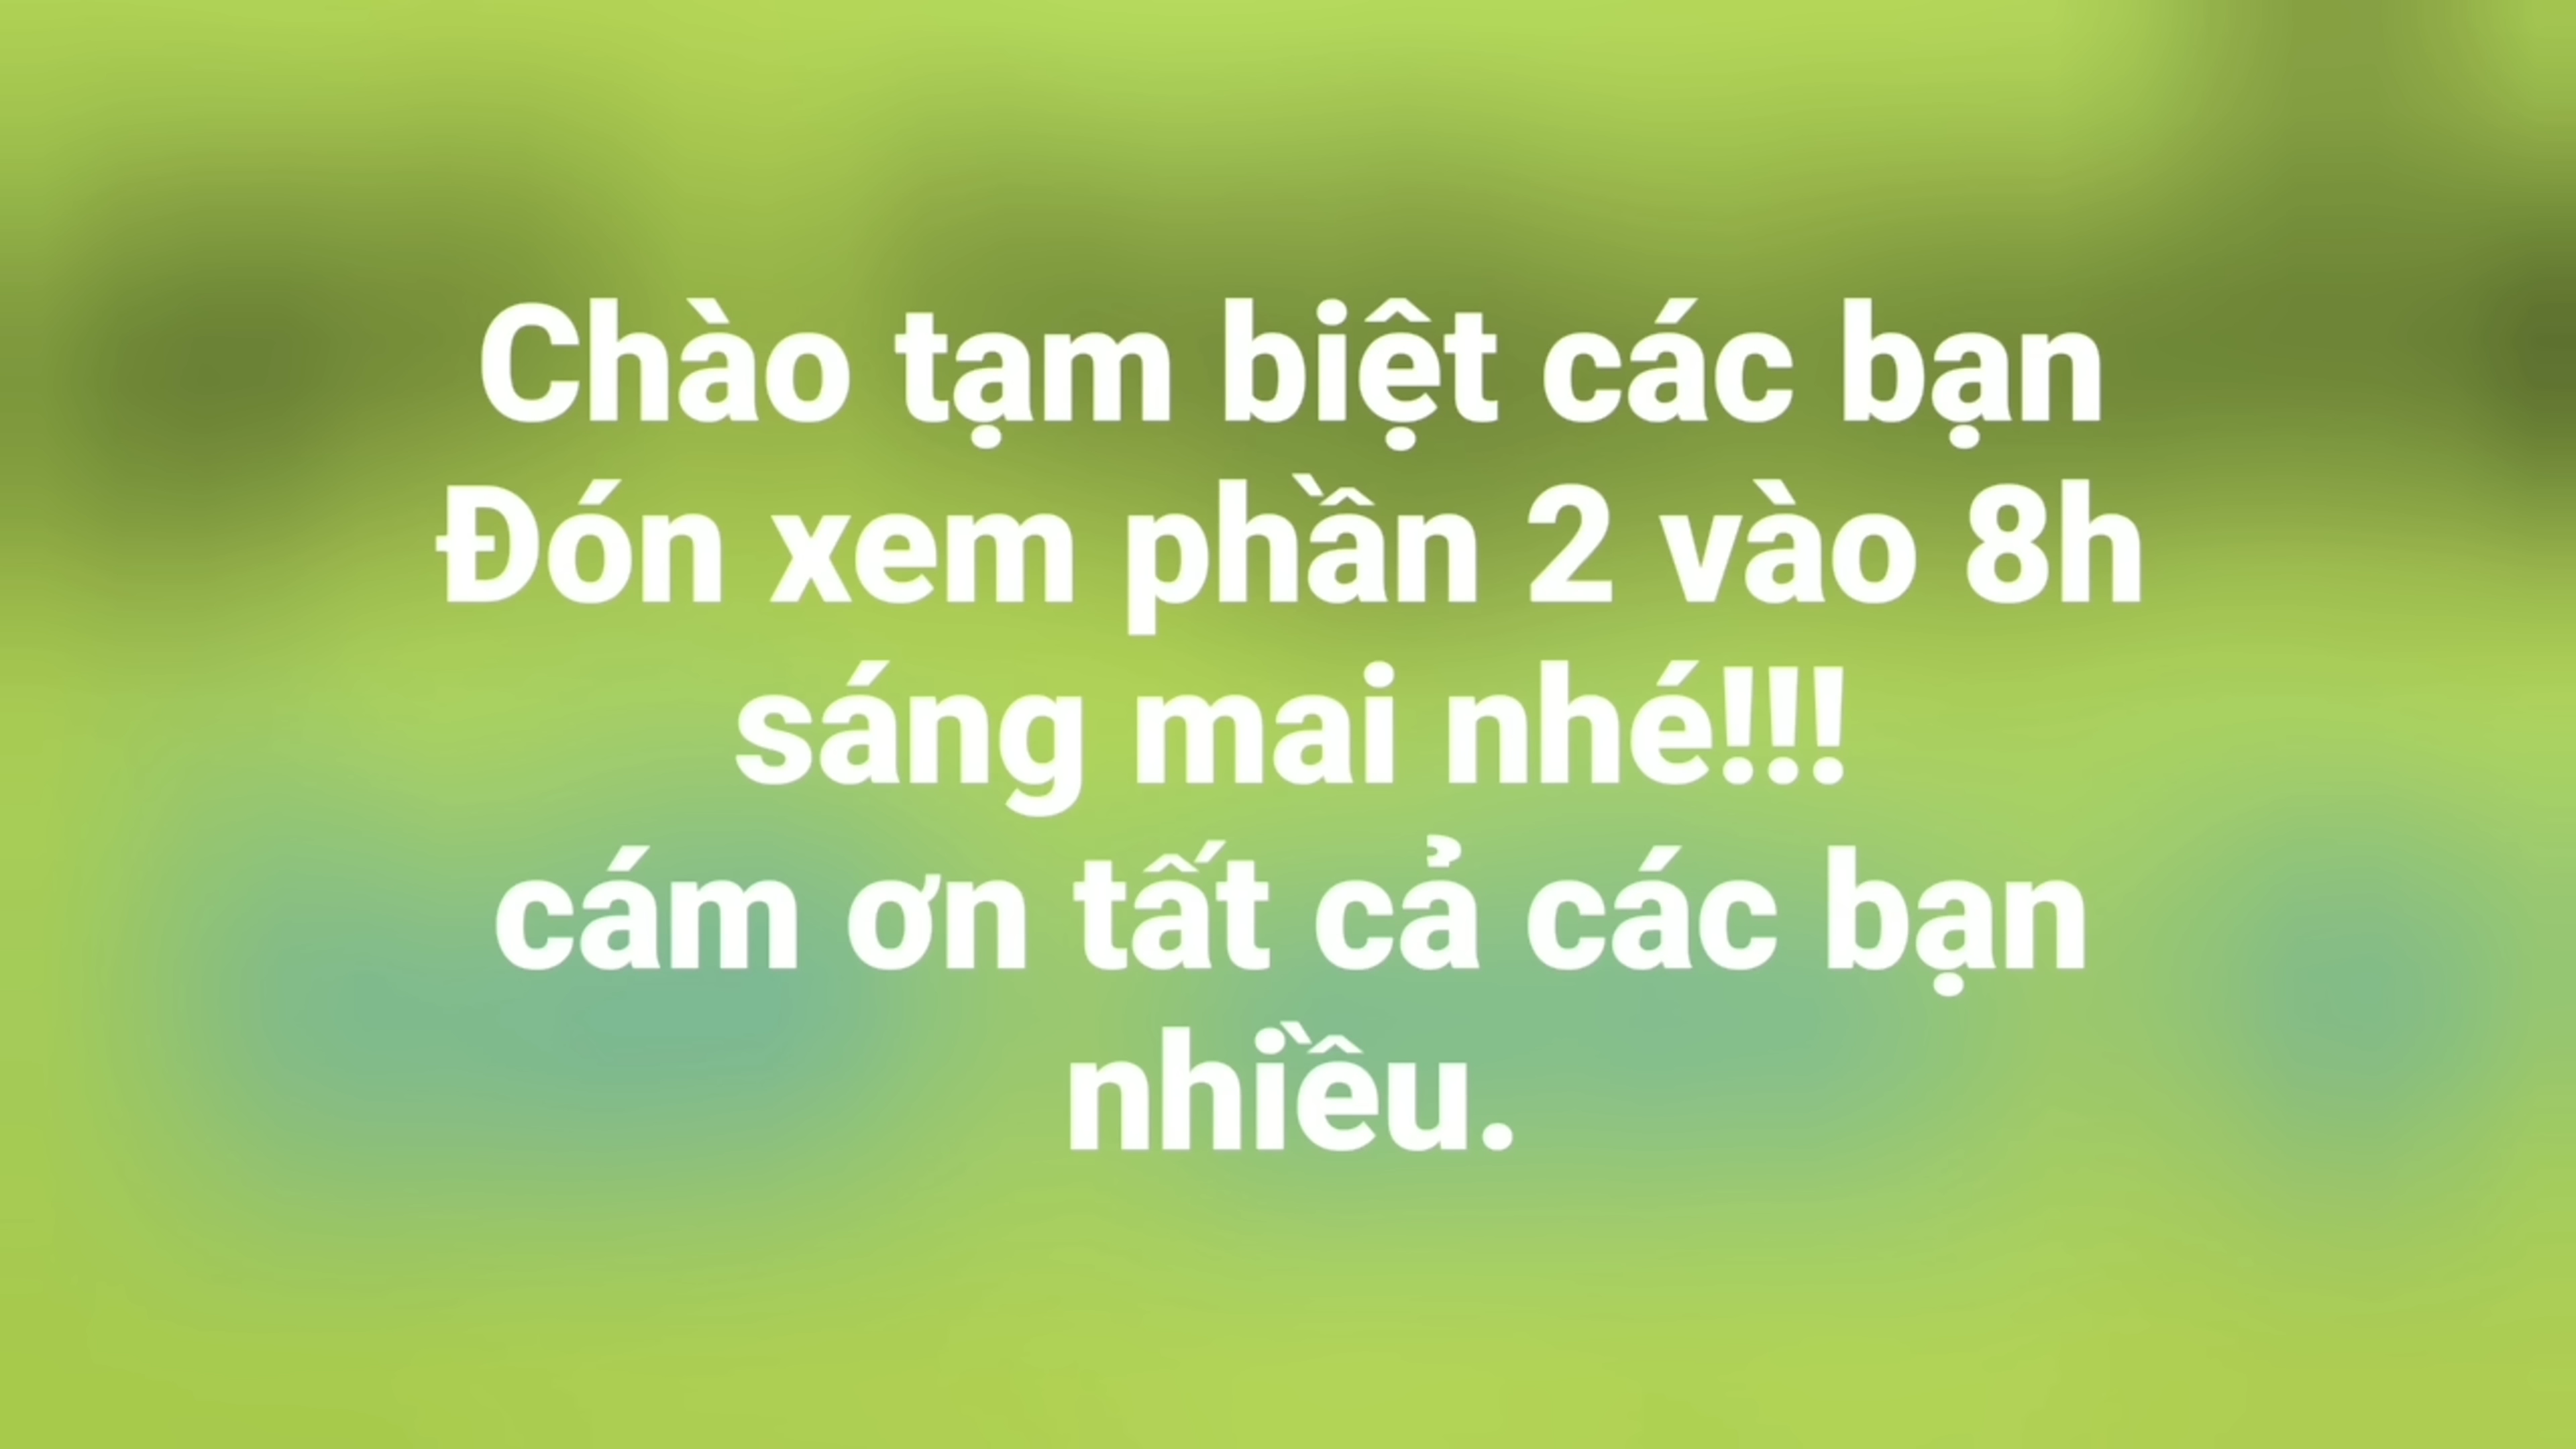 Chào tạm biệt các bạn
Đón xem phần 2 vào 8h
sáng mai nhé!!!
cám ơn tất cả các bạn
nhiều.